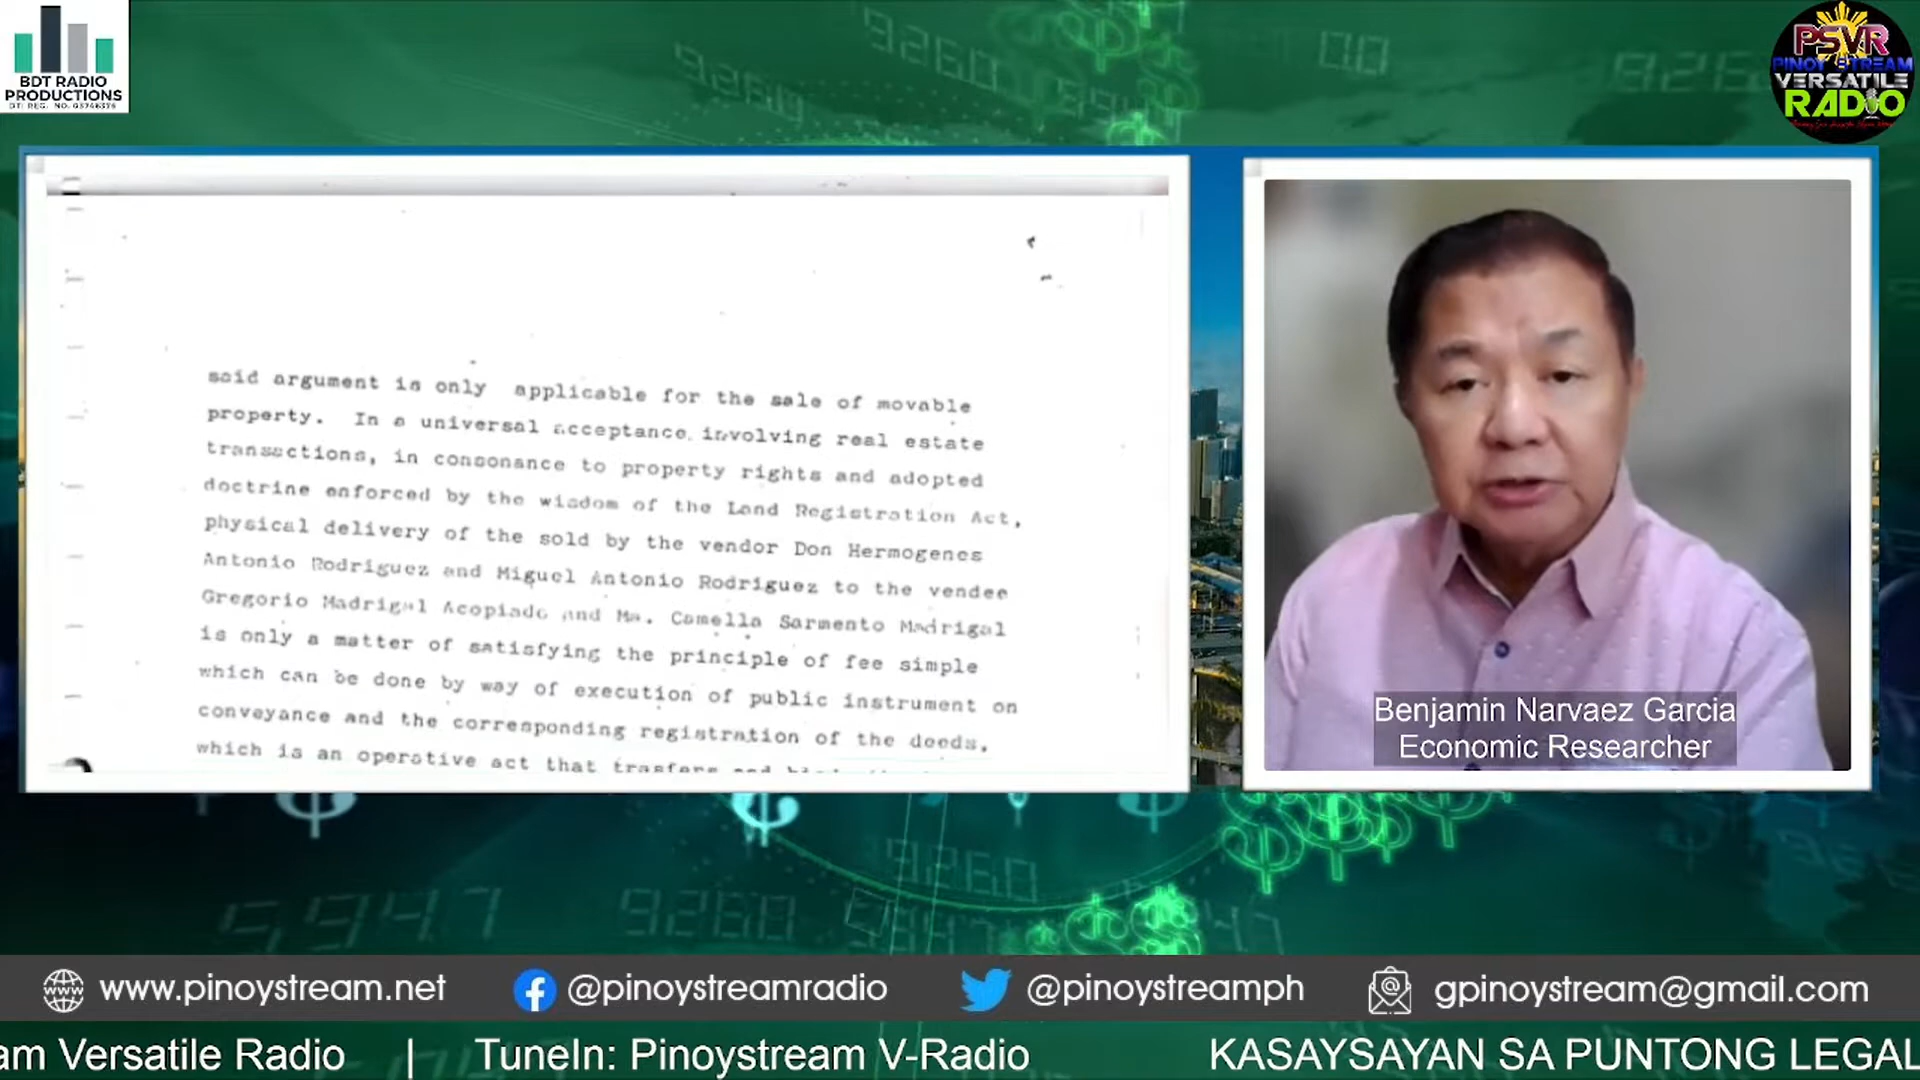 BDT RADIO
PRODUCTIONS
DTI REG. NO. 03746376
PSVR
PINOY STREAM
VERSATILE
RADIO
said argument is only applicable for the sale of movable
property. In a universal acceptance involving real estate
transactions, in consonance to property rights and adopted
doctrine enforced by the wisdom of the Land Registration Act,
physical delivery of the sold by the vendor Don Hermogenes
Antonio Rodriguez and Miguel Antonio Rodriguez to the vendee
Gregorio Madrigal Acopiado and Ma. Camella Sarmento Madrigal
is only a matter of satisfying the principle of fee simple
which can be done by way of execution of public instrument on
conveyance and the corresponding registration of the deeds,
which is an operative act that trasfers and
Benjamin Narvaez Garcia
Economic Researcher
www.pinoystream.net
@pinoystreamradio
@pinoystreamph
gpinoystream@gmail.com
am Versatile Radio | TuneIn: Pinoystream V-Radio KASAYSAYAN SA PUNTONG LEGAL